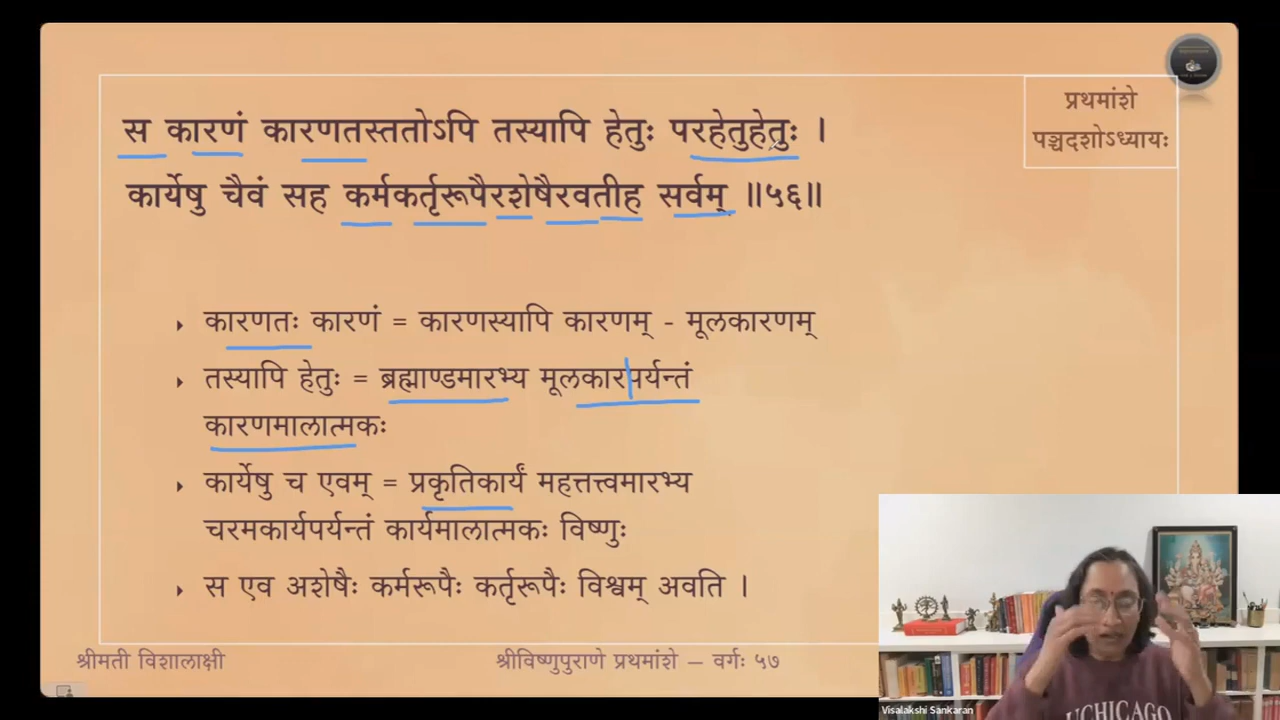 स कारणं कारणतस्ततोऽपि तस्यापि हेतुः परहेतुहेतुः ।
कार्येषु चैवं सह कर्मकर्तृरूपैरशेषैरवतीह सर्वम् ॥५६॥
प्रथमांशे
पञ्चदशोऽध्यायः
कारणतः कारणं = कारणस्यापि कारणम् - मूलकारणम्
तस्यापि हेतुः = ब्रह्माण्डमारभ्य मूलकारपर्यन्तं
कारणमालात्मकः
कार्येषु च एवम् = प्रकृतिकार्यं महत्तत्त्वमारभ्य
चरमकार्यपर्यन्तं कार्यमालात्मकः विष्णुः
स एव अशेषैः कर्मरूपैः कर्तृरूपैः विश्वम् अवति ।
श्रीमती विशालाक्षी
श्रीविष्णुपुराणे प्रथमांशे – वर्गः ५७
UCHICAGO
Visalakshi Sankaran